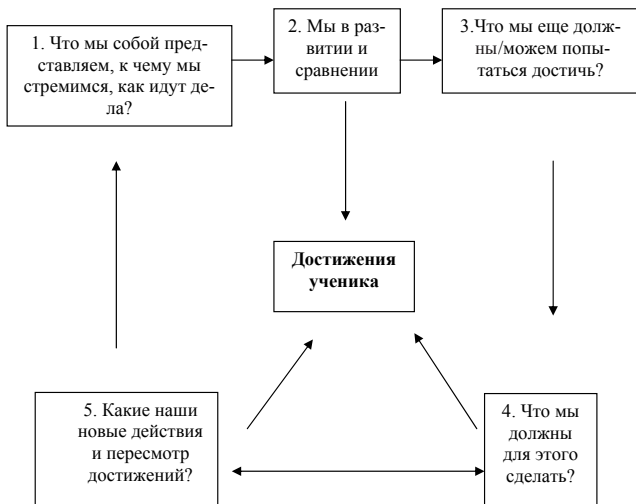 1. Что мы собой пред-
ставляем, к чему мы
стремимся, как идут де-
ла?
2. Мы в раз-
витии и
сравнении
3.Что мы еще долж-
ны/можем попы-
таться достичь?
Достижения
ученика
5. Какие наши
новые действия
и пересмотр
достижений?
4. Что мы
должны
для этого
сделать?